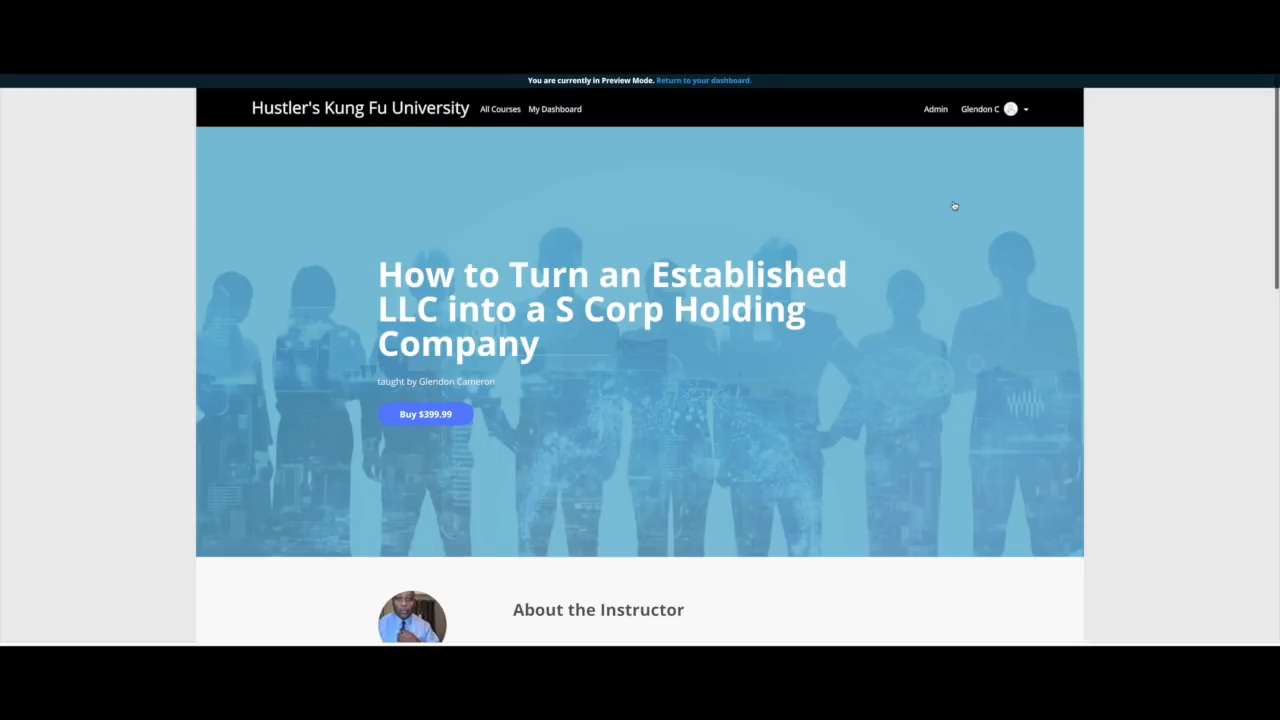 You are currently in Preview Mode. Return to your dashboard.
Hustler's Kung Fu University All Courses My Dashboard Admin Glendon C
How to Turn an Established
LLC into a S Corp Holding
Company
taught by Glendon Cameron
Buy $399.99
About the Instructor